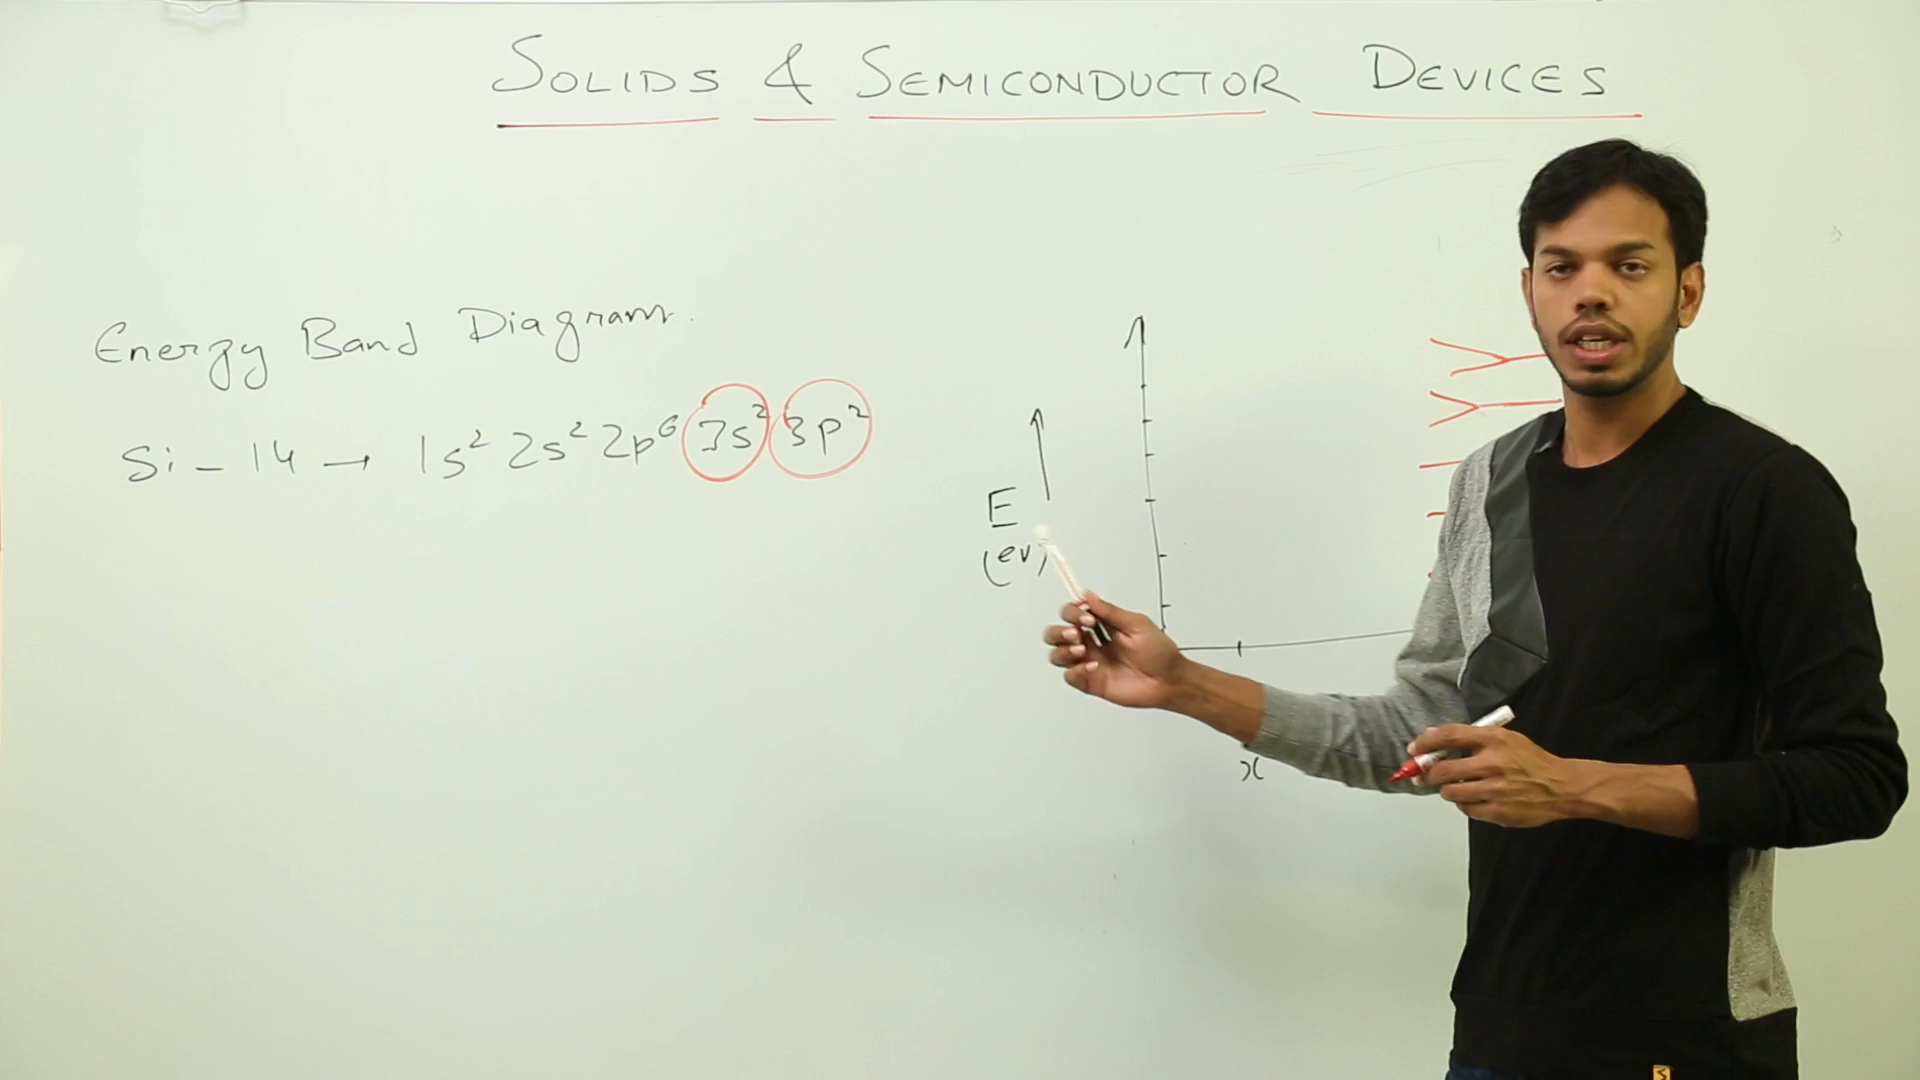 SOLIDS & SEMICONDUCTOR DEVICES
Energy Band Diagram.
Si - 14 → 1s² 2s² 2p⁶ 3s² 3p²
E
(ev)
x